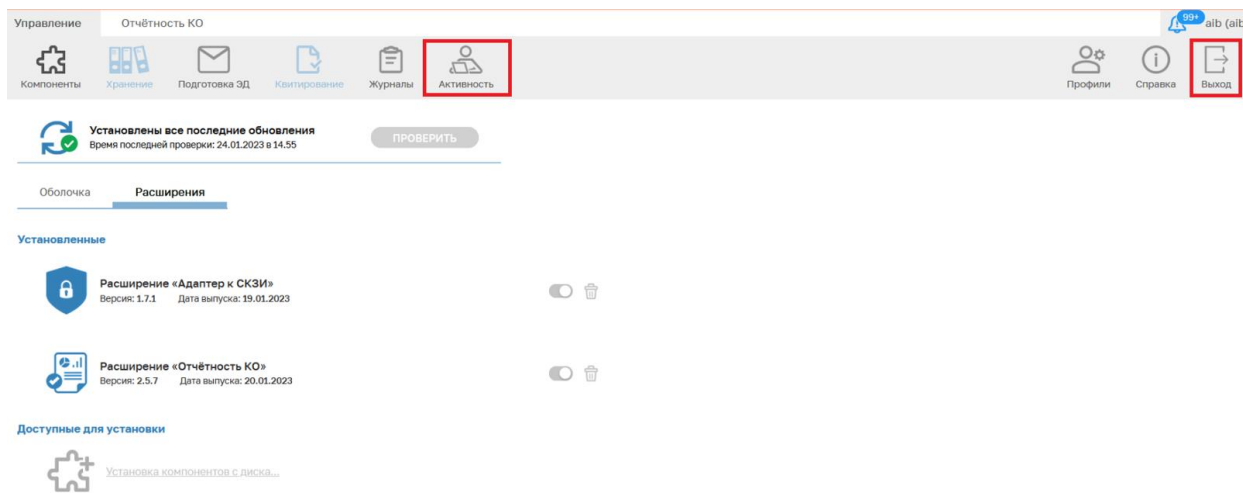 Управление Отчётность КО 99+ aib (aib
Компоненты Хранение Подготовка ЭД Квитирование Журналы Активность Профили Справка Выход
Установлены все последние обновления
Время последней проверки: 24.01.2023 в 14.55
ПРОВЕРИТЬ
Оболочка Расширения
Установленные
Расширение «Адаптер к СКЗИ»
Версия: 1.7.1 Дата выпуска: 19.01.2023
Расширение «Отчётность КО»
Версия: 2.5.7 Дата выпуска: 20.01.2023
Доступные для установки
Установка компонентов с диска...